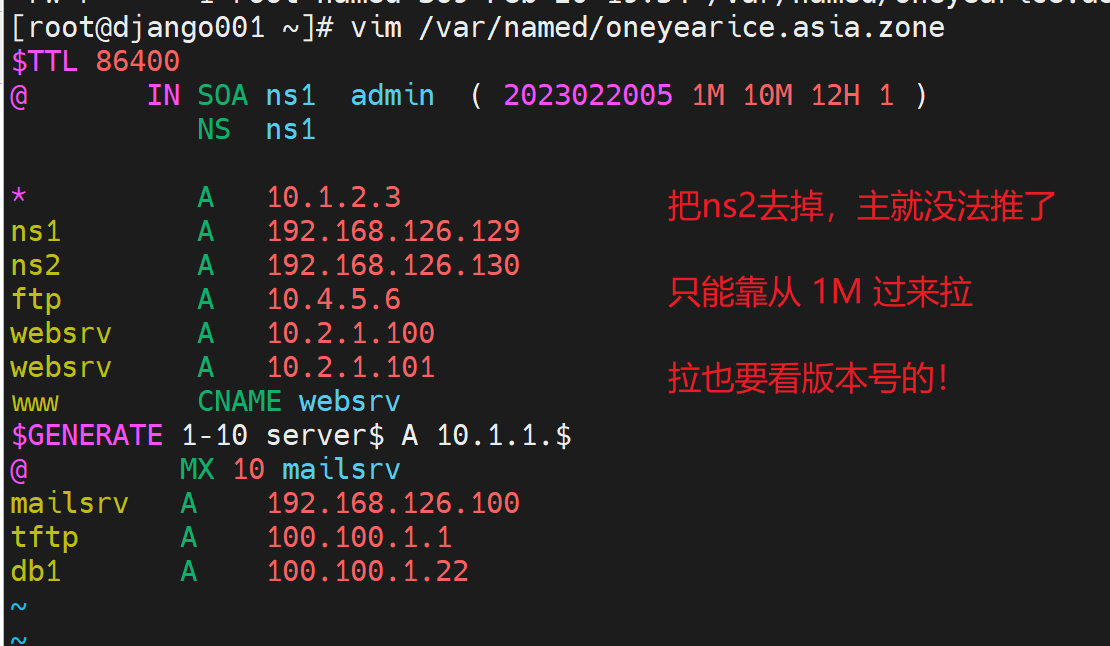 [root@django001 ~]# vim /var/named/oneyearice.asia.zone
$TTL 86400
@ IN SOA ns1 admin ( 2023022005 1M 10M 12H 1 )
NS ns1
* A 10.1.2.3
把ns2去掉，主就没法推了
ns1 A 192.168.126.129
ns2 A 192.168.126.130
ftp A 10.4.5.6
只能靠从 1M 过来拉
websrv A 10.2.1.100
websrv A 10.2.1.101
拉也要看版本号的！
www CNAME websrv
$GENERATE 1-10 server$ A 10.1.1.$
@ MX 10 mailsrv
mailsrv A 192.168.126.100
tftp A 100.100.1.1
db1 A 100.100.1.22
~
~